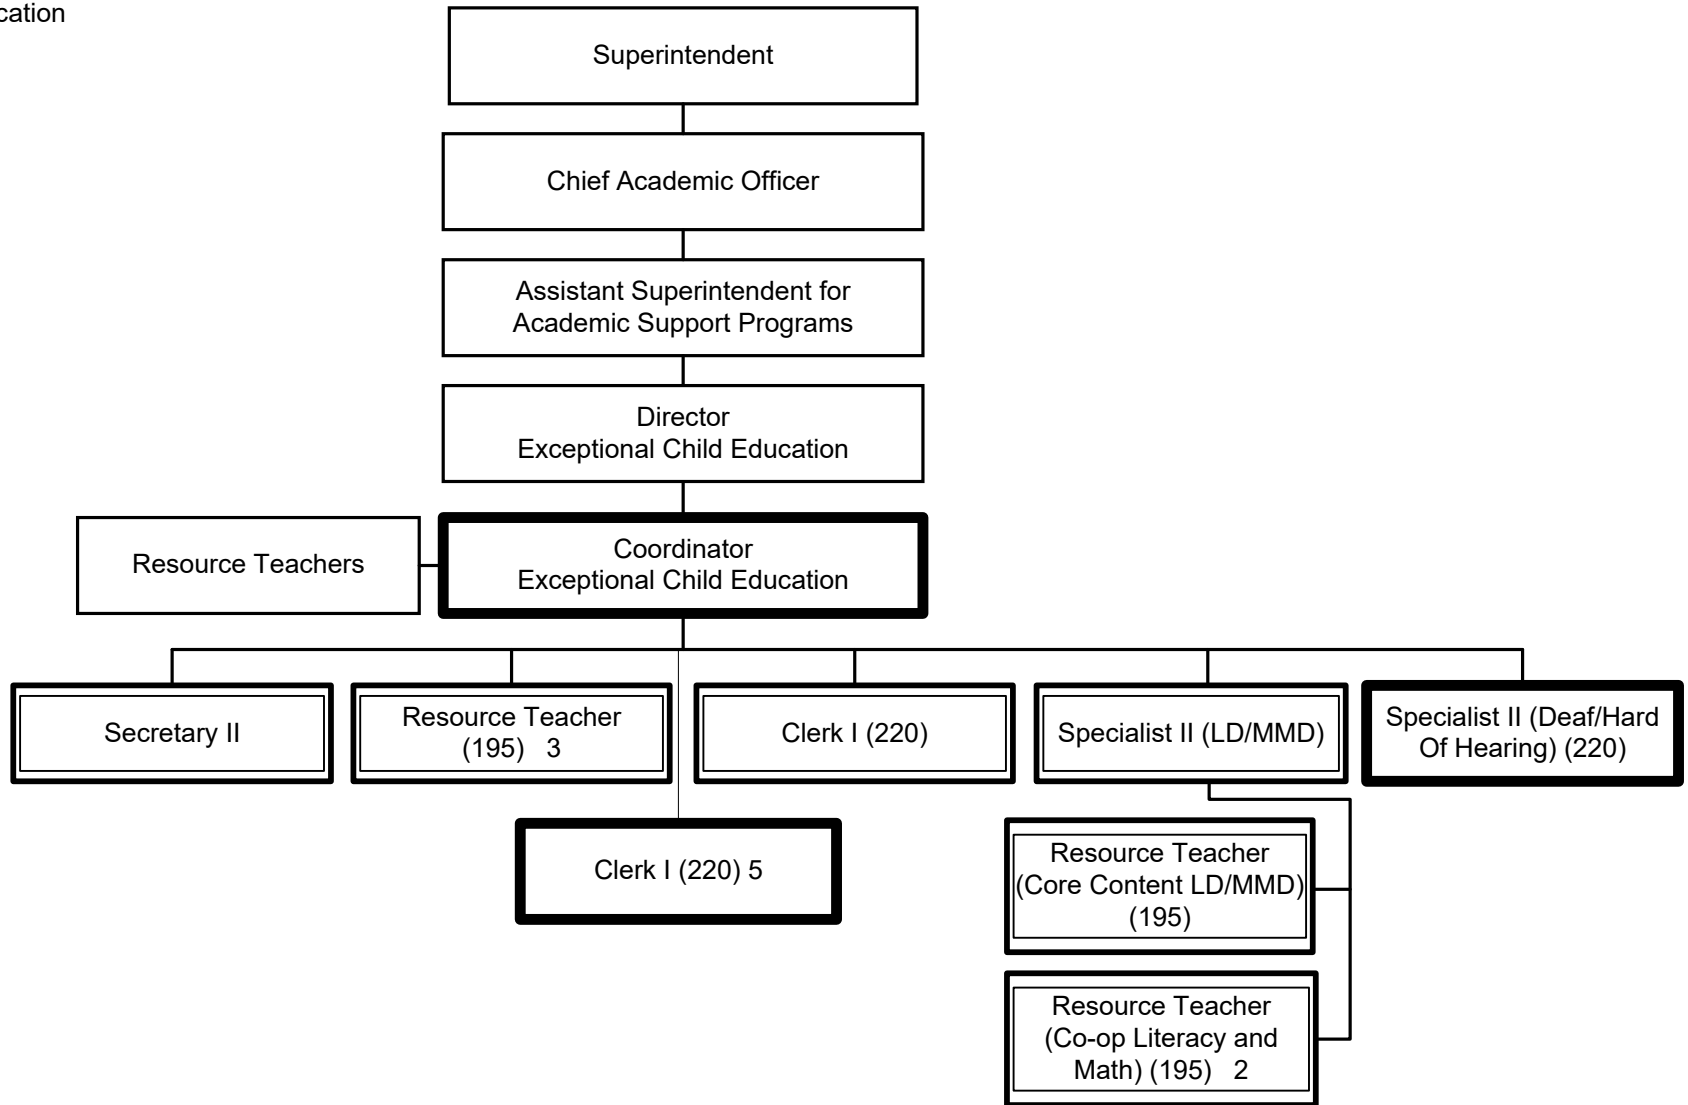 cation
Superintendent
Chief Academic Officer
Assistant Superintendent for
Academic Support Programs
Director
Exceptional Child Education
Resource Teachers
Coordinator
Exceptional Child Education
Secretary II
Resource Teacher
(195) 3
Clerk I (220)
Specialist II (LD/MMD)
Specialist II (Deaf/Hard
Of Hearing) (220)
Clerk I (220) 5
Resource Teacher
(Core Content LD/MMD)
(195)
Resource Teacher
(Co-op Literacy and
Math) (195) 2